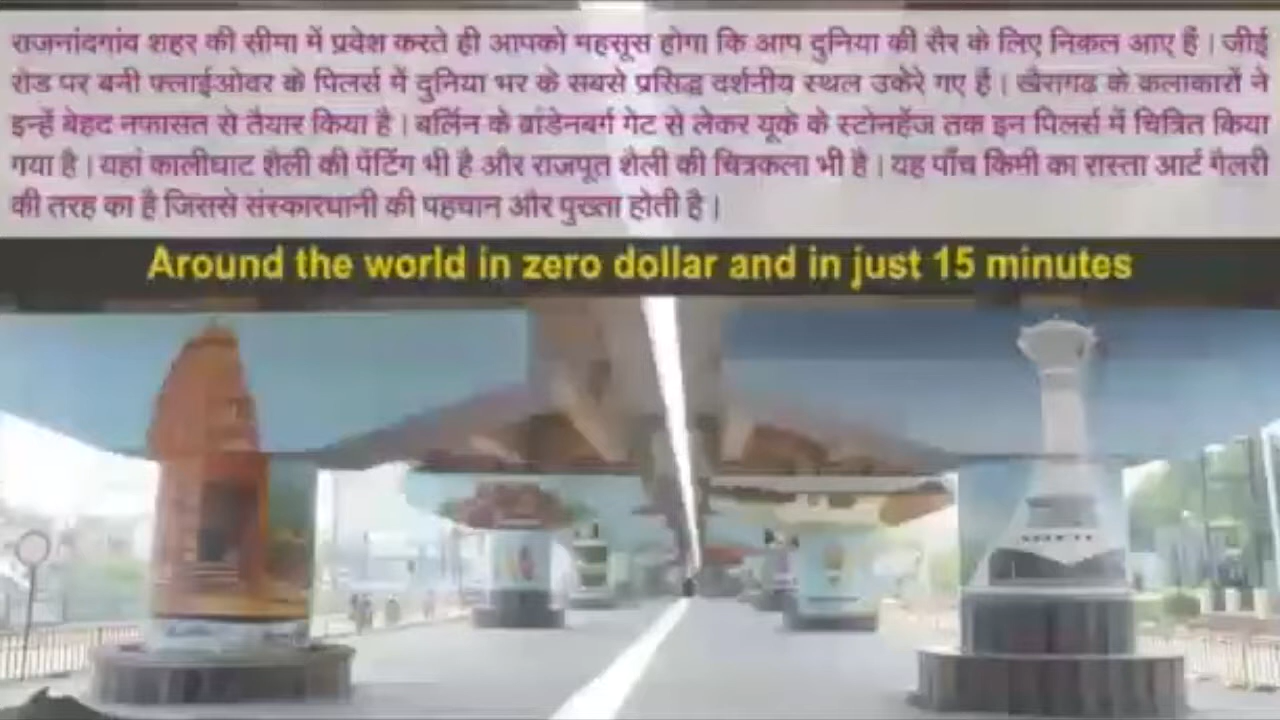 राजनांदगांव शहर की सीमा में प्रवेश करते ही आपको महसूस होगा कि आप दुनिया की सैर के लिए निकल आए हैं। जीई
रोड पर बनी फ्लाईओवर के पिलर्स में दुनिया भर के सबसे प्रसिद्ध दर्शनीय स्थल उकेरे गए हैं। खैरागढ के कलाकारों ने
इन्हें बेहद नफासत से तैयार किया है। बर्लिन के ब्रांडेनबर्ग गेट से लेकर यूके के स्टोनहेंज तक इन पिलर्स में चित्रित किया
गया है। यहां कालीघाट शैली की पेंटिंग भी है और राजपूत शैली की चित्रकला भी है। यह पाँच किमी का रास्ता आर्ट गैलरी
की तरह का है जिससे संस्कारधानी की पहचान और पुख्ता होती है।
Around the world in zero dollar and in just 15 minutes